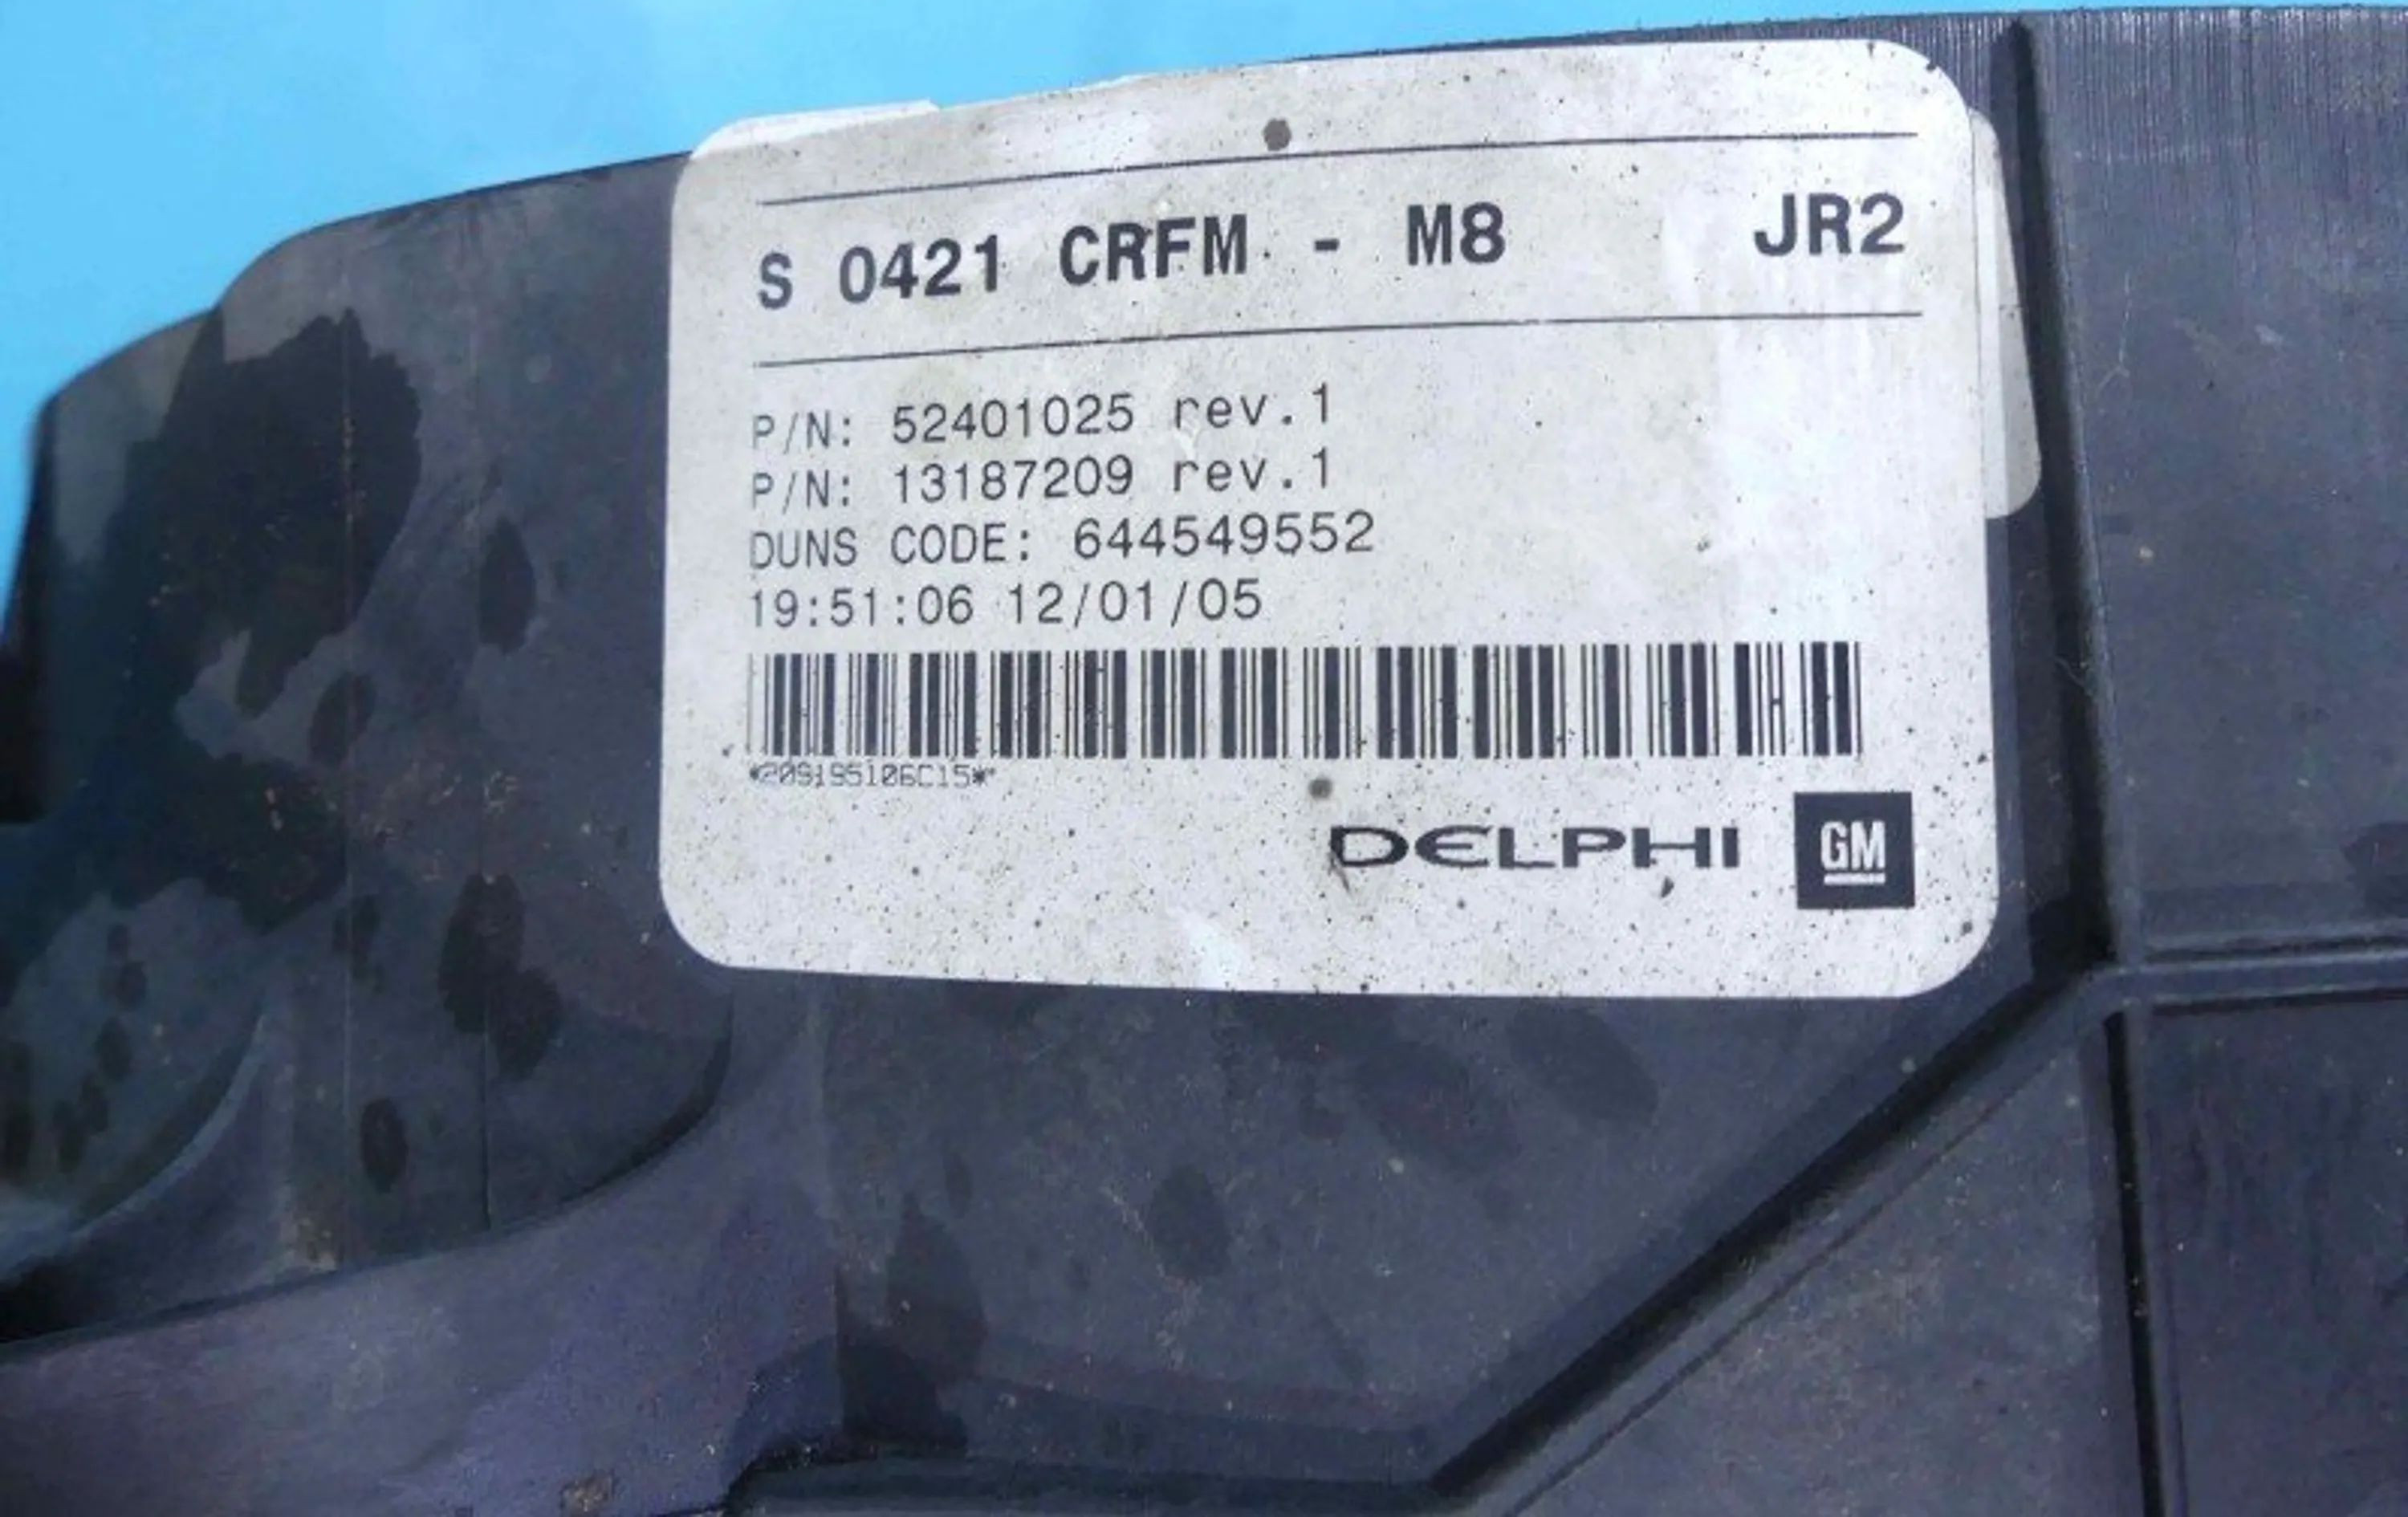 S 0421 CRFM - M8 JR2
P/N: 52401025 rev.1
P/N: 13187209 rev.1
DUNS CODE: 644549552
19:51:06 12/01/05
*209195106C15*
DELPHI GM